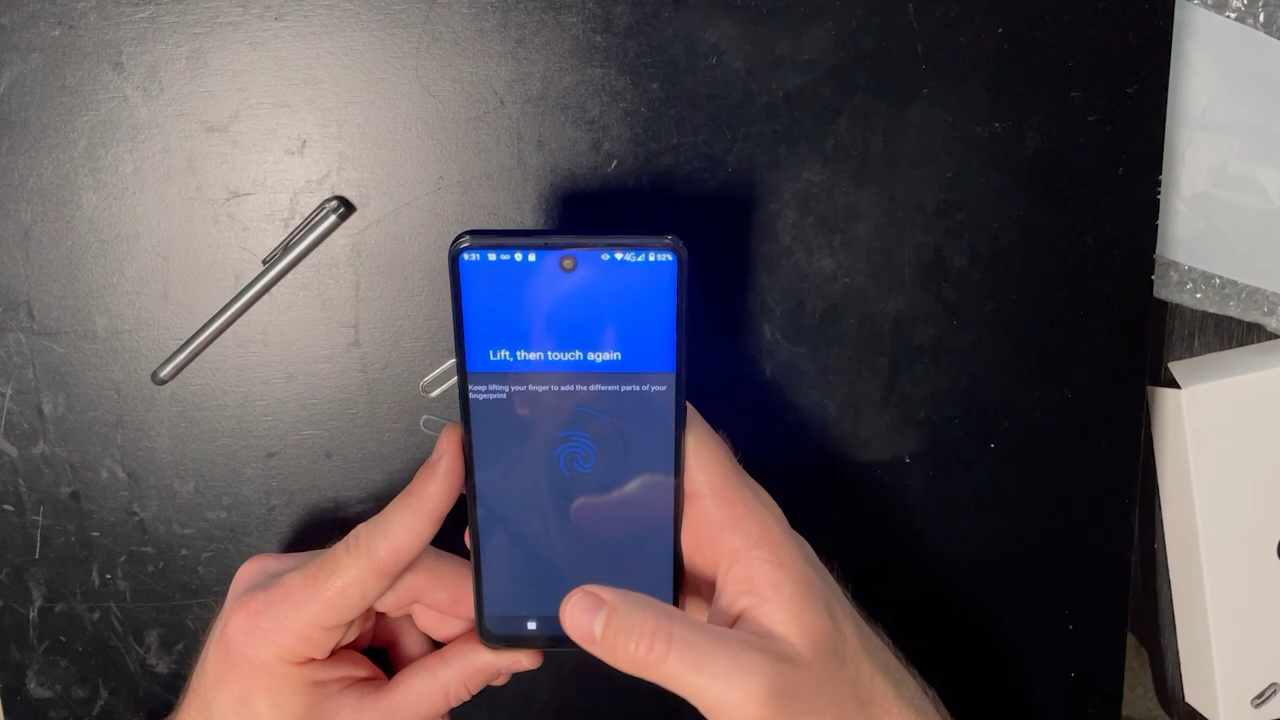 9:31
4G 52%
Lift, then touch again
Keep lifting your finger to add the different parts of your
fingerprint